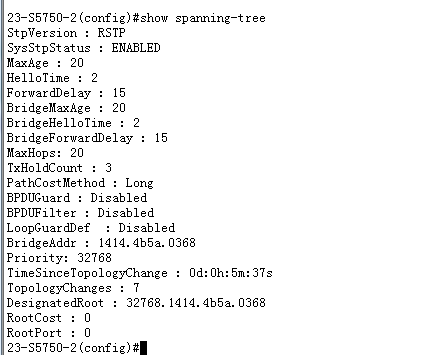 23-S5750-2(config)#show spanning-tree
StpVersion : RSTP
SysStpStatus : ENABLED
MaxAge : 20
HelloTime : 2
ForwardDelay : 15
BridgeMaxAge : 20
BridgeHelloTime : 2
BridgeForwardDelay : 15
MaxHops: 20
TxHoldCount : 3
PathCostMethod : Long
BPDUGuard : Disabled
BPDUFilter : Disabled
LoopGuardDef  : Disabled
BridgeAddr : 1414.4b5a.0368
Priority: 32768
TimeSinceTopologyChange : 0d:0h:5m:37s
TopologyChanges : 7
DesignatedRoot : 32768.1414.4b5a.0368
RootCost : 0
RootPort : 0
23-S5750-2(config)#